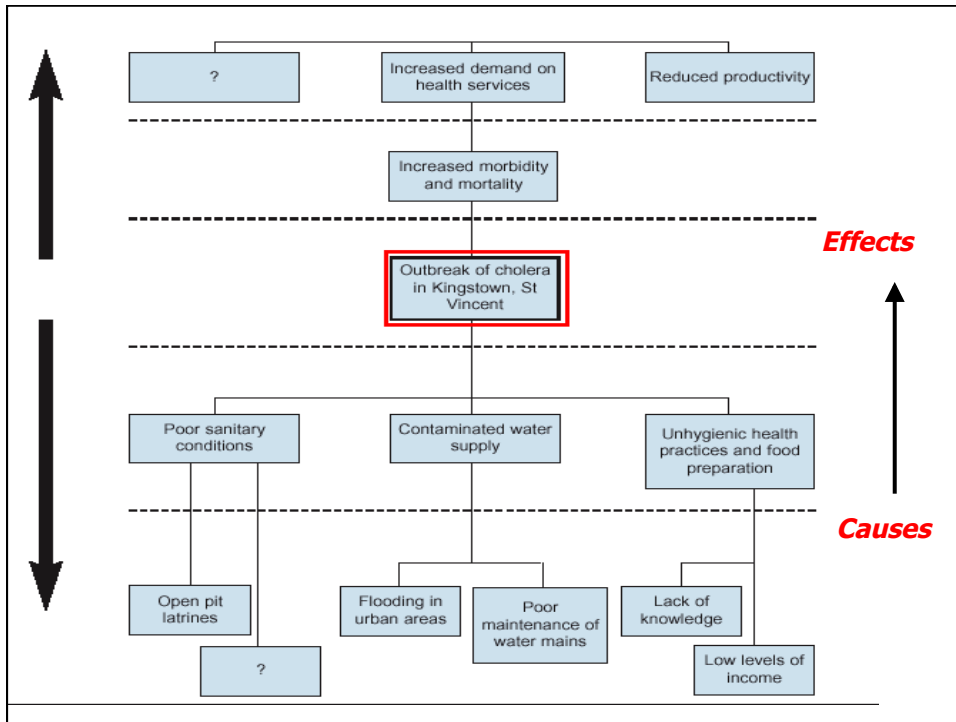 ?
Increased demand on
health services
Reduced productivity
Increased morbidity
and mortality
Effects
Outbreak of cholera
in Kingstown, St
Vincent
Poor sanitary
conditions
Contaminated water
supply
Unhygienic health
practices and food
preparation
Causes
Open pit
latrines
Flooding in
urban areas
Poor
maintenance of
water mains
Lack of
knowledge
?
Low levels of
income